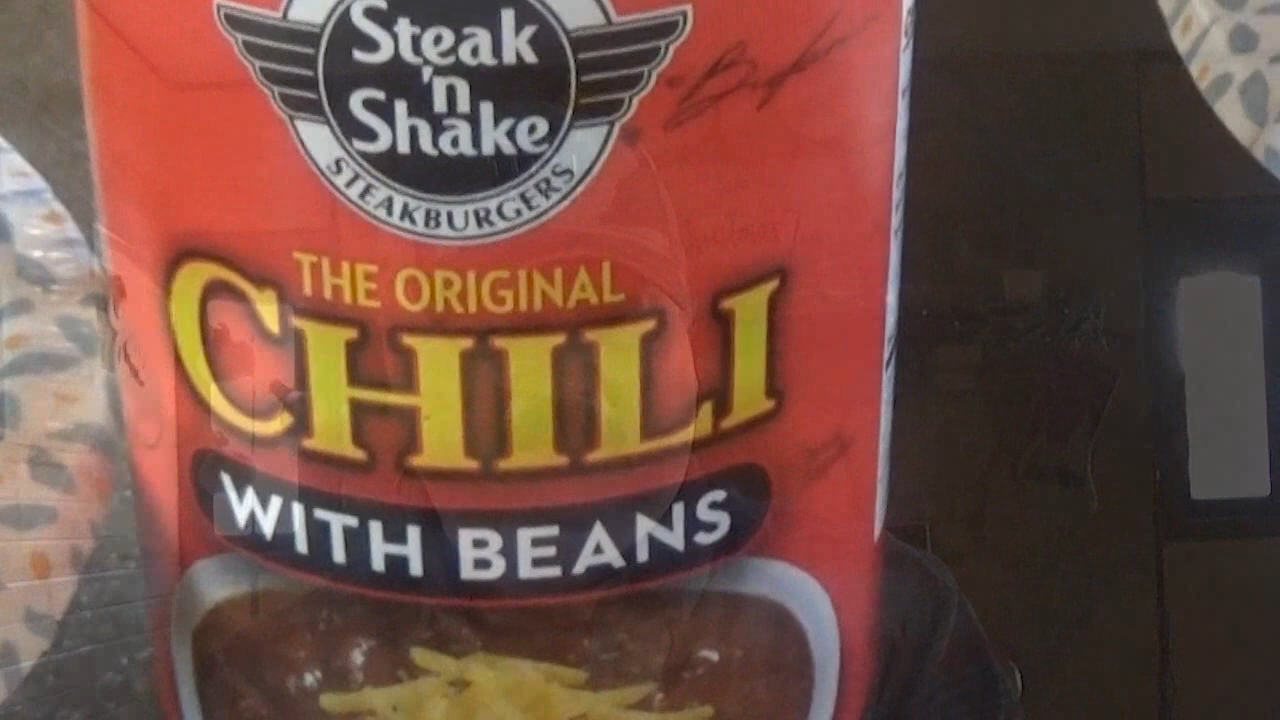 Steak
'n
Shake
STEAKBURGERS
THE ORIGINAL
CHILI
WITH BEANS